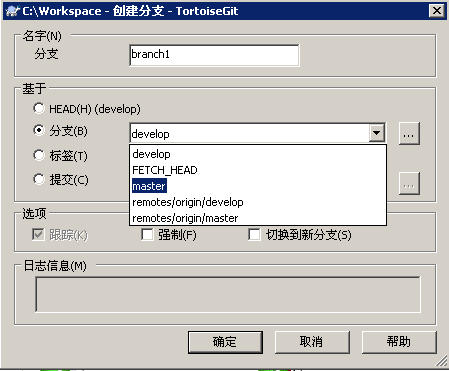 C:\Workspace - 创建分支 - TortoiseGit
名字(N)
分支 branch1
基于
HEAD(H) (develop)
分支(B) develop ...
标签(T) develop
FETCH_HEAD
提交(C) master ...
remotes/origin/develop
选项 remotes/origin/master
跟踪(K) 强制(F) 切换到新分支(S)
日志信息(M)
确定 取消 帮助